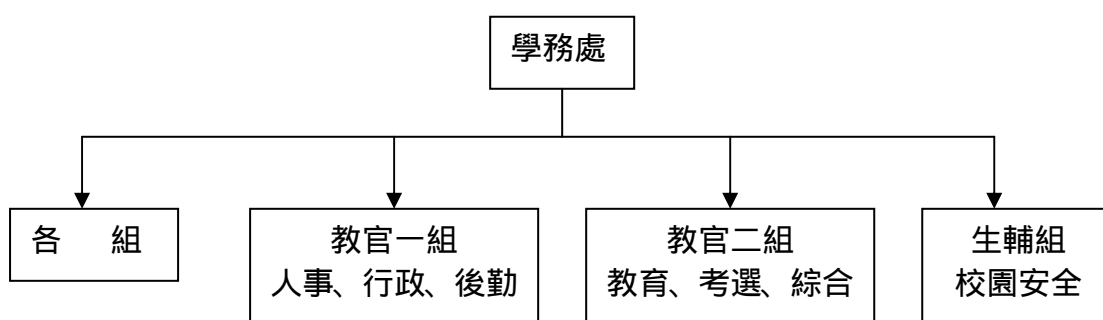 學務處
各 組
教官一組
人事、行政、後勤
教官二組
教育、考選、綜合
生輔組
校園安全